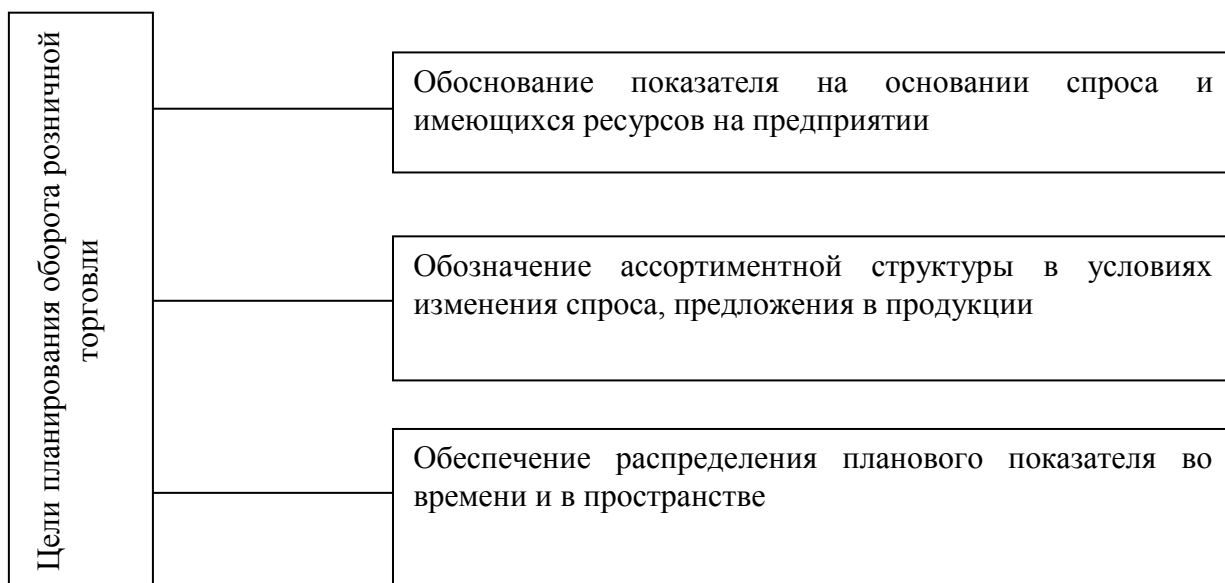 Цели планирования оборота розничной
торговли
Обоснование показателя на основании спроса и
имеющихся ресурсов на предприятии
Обозначение ассортиментной структуры в условиях
изменения спроса, предложения в продукции
Обеспечение распределения планового показателя во
времени и в пространстве